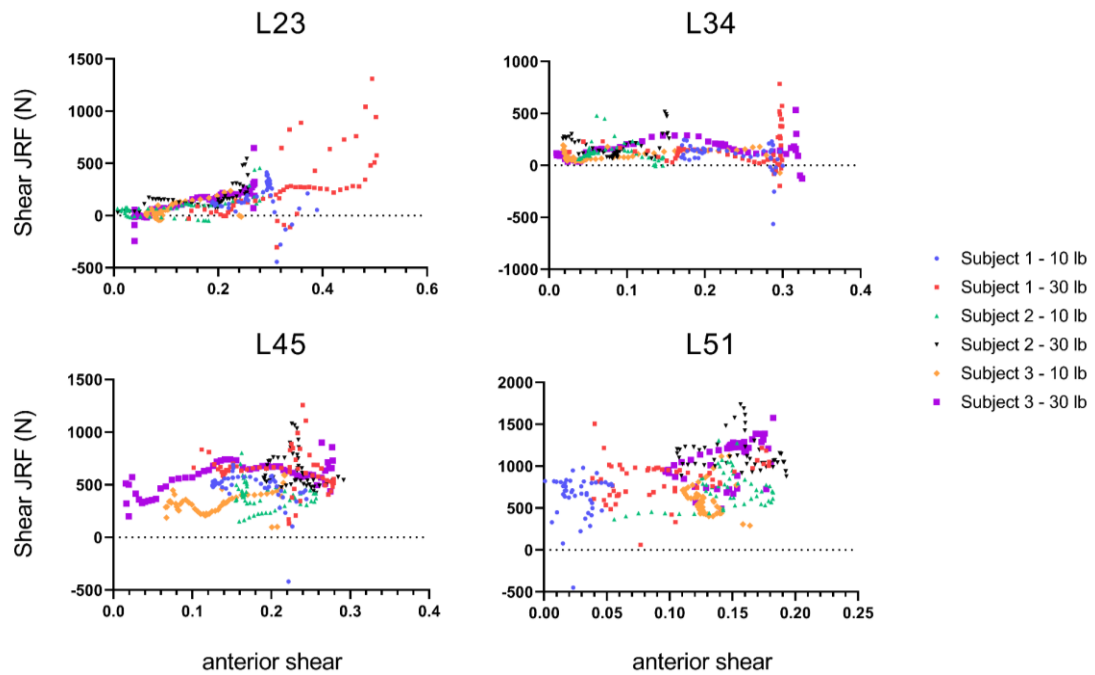 L23
L34
Shear JRF (N)
1500
1000
500
0
-500
0.0 0.2 0.4 0.6
1000
500
0
-500
-1000
0.0 0.1 0.2 0.3 0.4
L45
L51
Shear JRF (N)
1500
1000
500
0
-500
0.0 0.1 0.2 0.3 0.4
2000
1500
1000
500
0
-500
0.00 0.05 0.10 0.15 0.20 0.25
anterior shear
anterior shear
Subject 1 - 10 lb
Subject 1 - 30 lb
Subject 2 - 10 lb
Subject 2 - 30 lb
Subject 3 - 10 lb
Subject 3 - 30 lb